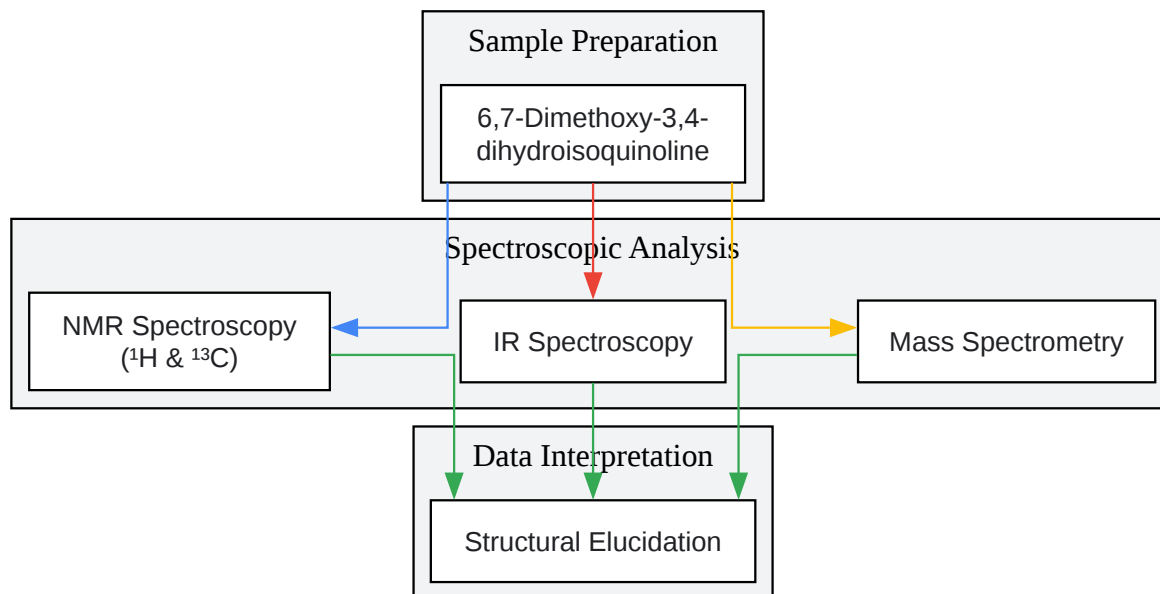 Sample Preparation
6,7-Dimethoxy-3,4-
dihydroisoquinoline
Spectroscopic Analysis
NMR Spectroscopy
(¹H & ¹³C)
IR Spectroscopy
Mass Spectrometry
Data Interpretation
Structural Elucidation